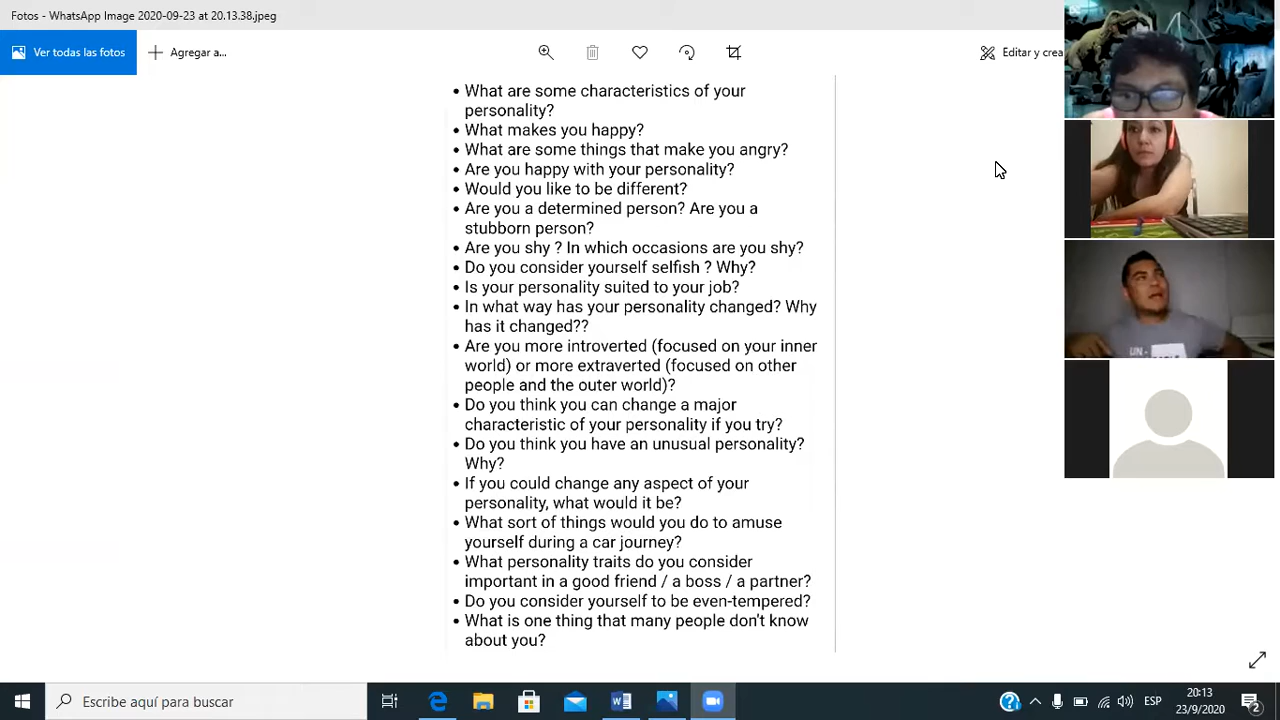 Fotos - WhatsApp Image 2020-09-23 at 20.13.38.jpeg
Ver todas las fotos
Agregar a...
Editar y crea
• What are some characteristics of your
personality?
• What makes you happy?
• What are some things that make you angry?
• Are you happy with your personality?
• Would you like to be different?
• Are you a determined person? Are you a
stubborn person?
• Are you shy ? In which occasions are you shy?
• Do you consider yourself selfish ? Why?
• Is your personality suited to your job?
• In what way has your personality changed? Why
has it changed??
• Are you more introverted (focused on your inner
world) or more extraverted (focused on other
people and the outer world)?
• Do you think you can change a major
characteristic of your personality if you try?
• Do you think you have an unusual personality?
Why?
• If you could change any aspect of your
personality, what would it be?
• What sort of things would you do to amuse
yourself during a car journey?
• What personality traits do you consider
important in a good friend / a boss / a partner?
• Do you consider yourself to be even-tempered?
• What is one thing that many people don't know
about you?
Escribe aquí para buscar
ESP
20:13
23/9/2020
2